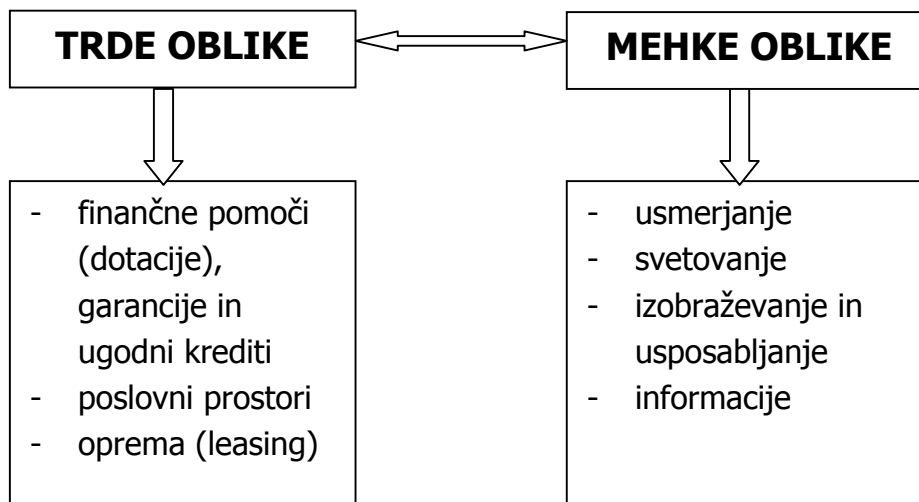 TRDE OBLIKE
MEHKE OBLIKE
- finančne pomoči
(dotacije),
garancije in
ugodni krediti
- poslovni prostori
- oprema (leasing)
- usmerjanje
- svetovanje
- izobraževanje in
usposabljanje
- informacije